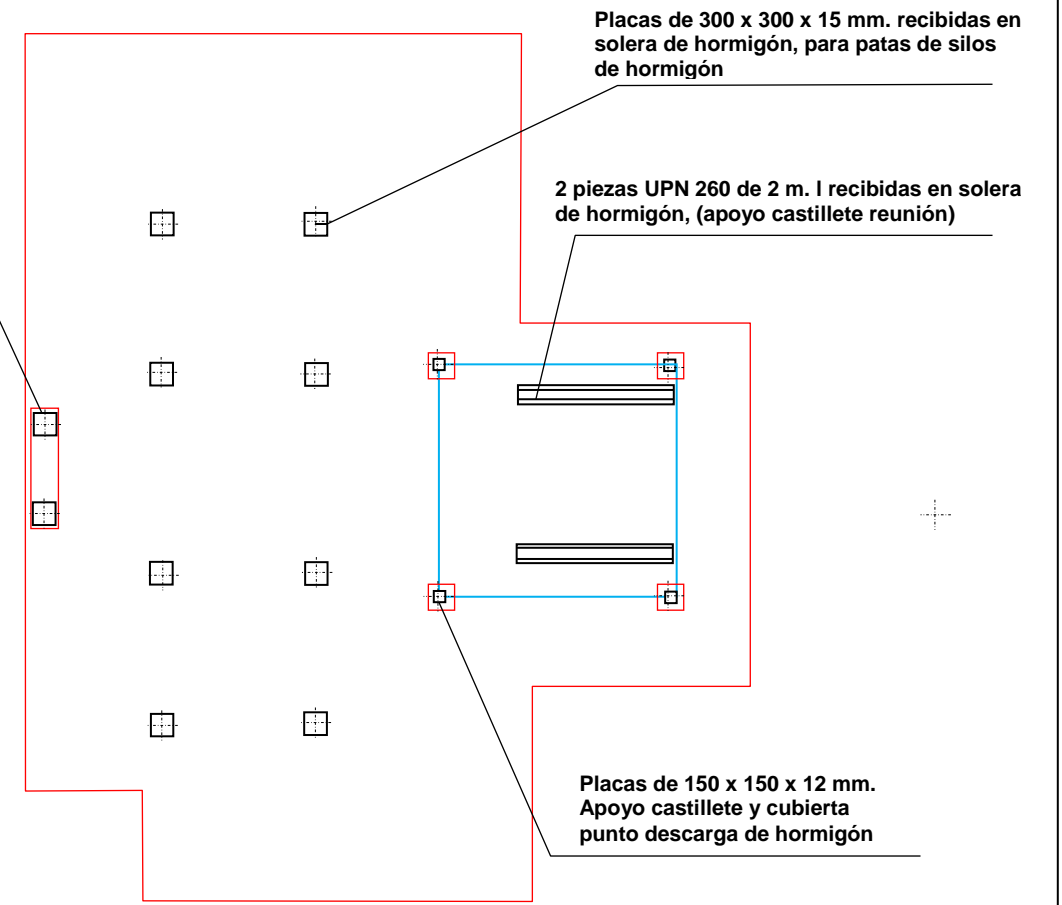 Placas de 300 x 300 x 15 mm. recibidas en
solera de hormigón, para patas de silos
de hormigón
2 piezas UPN 260 de 2 m. l recibidas en solera
de hormigón, (apoyo castillete reunión)
Placas de 150 x 150 x 12 mm.
Apoyo castillete y cubierta
punto descarga de hormigón